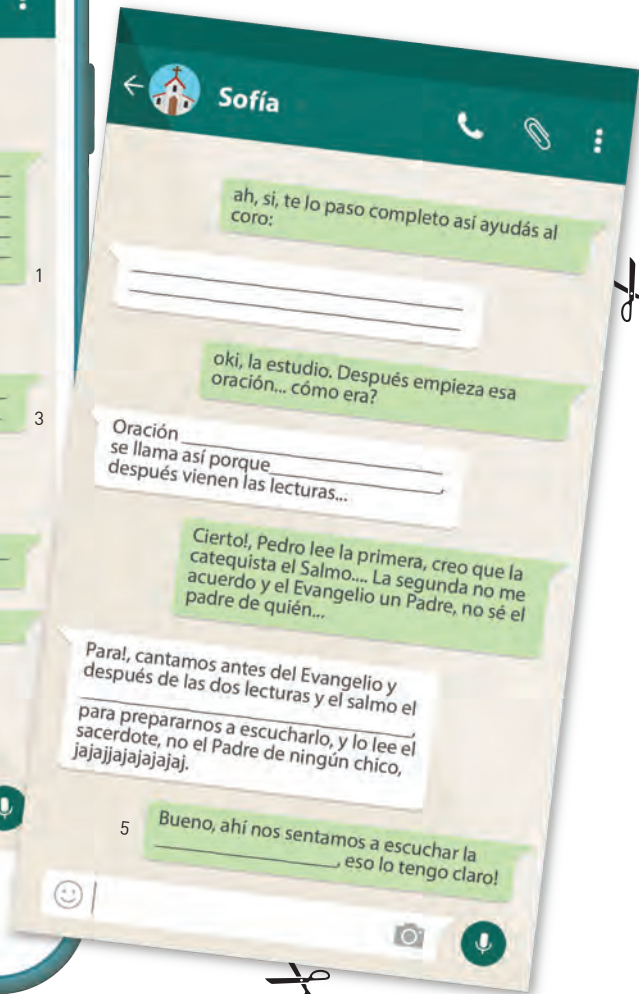 Sofía
ah, si, te lo paso completo así ayudás al
coro:
1
oki, la estudio. Después empieza esa
oración... cómo era?
3
Oración
se llama así porque ,
después vienen las lecturas...
Cierto!, Pedro lee la primera, creo que la
catequista el Salmo.... La segunda no me
acuerdo y el Evangelio un Padre, no sé el
padre de quién...
Para!, cantamos antes del Evangelio y
después de las dos lecturas y el salmo el
,
para prepararnos a escucharlo, y lo lee el
sacerdote, no el Padre de ningún chico,
jajajjajajajajaj.
5
Bueno, ahí nos sentamos a escuchar la
, eso lo tengo claro!